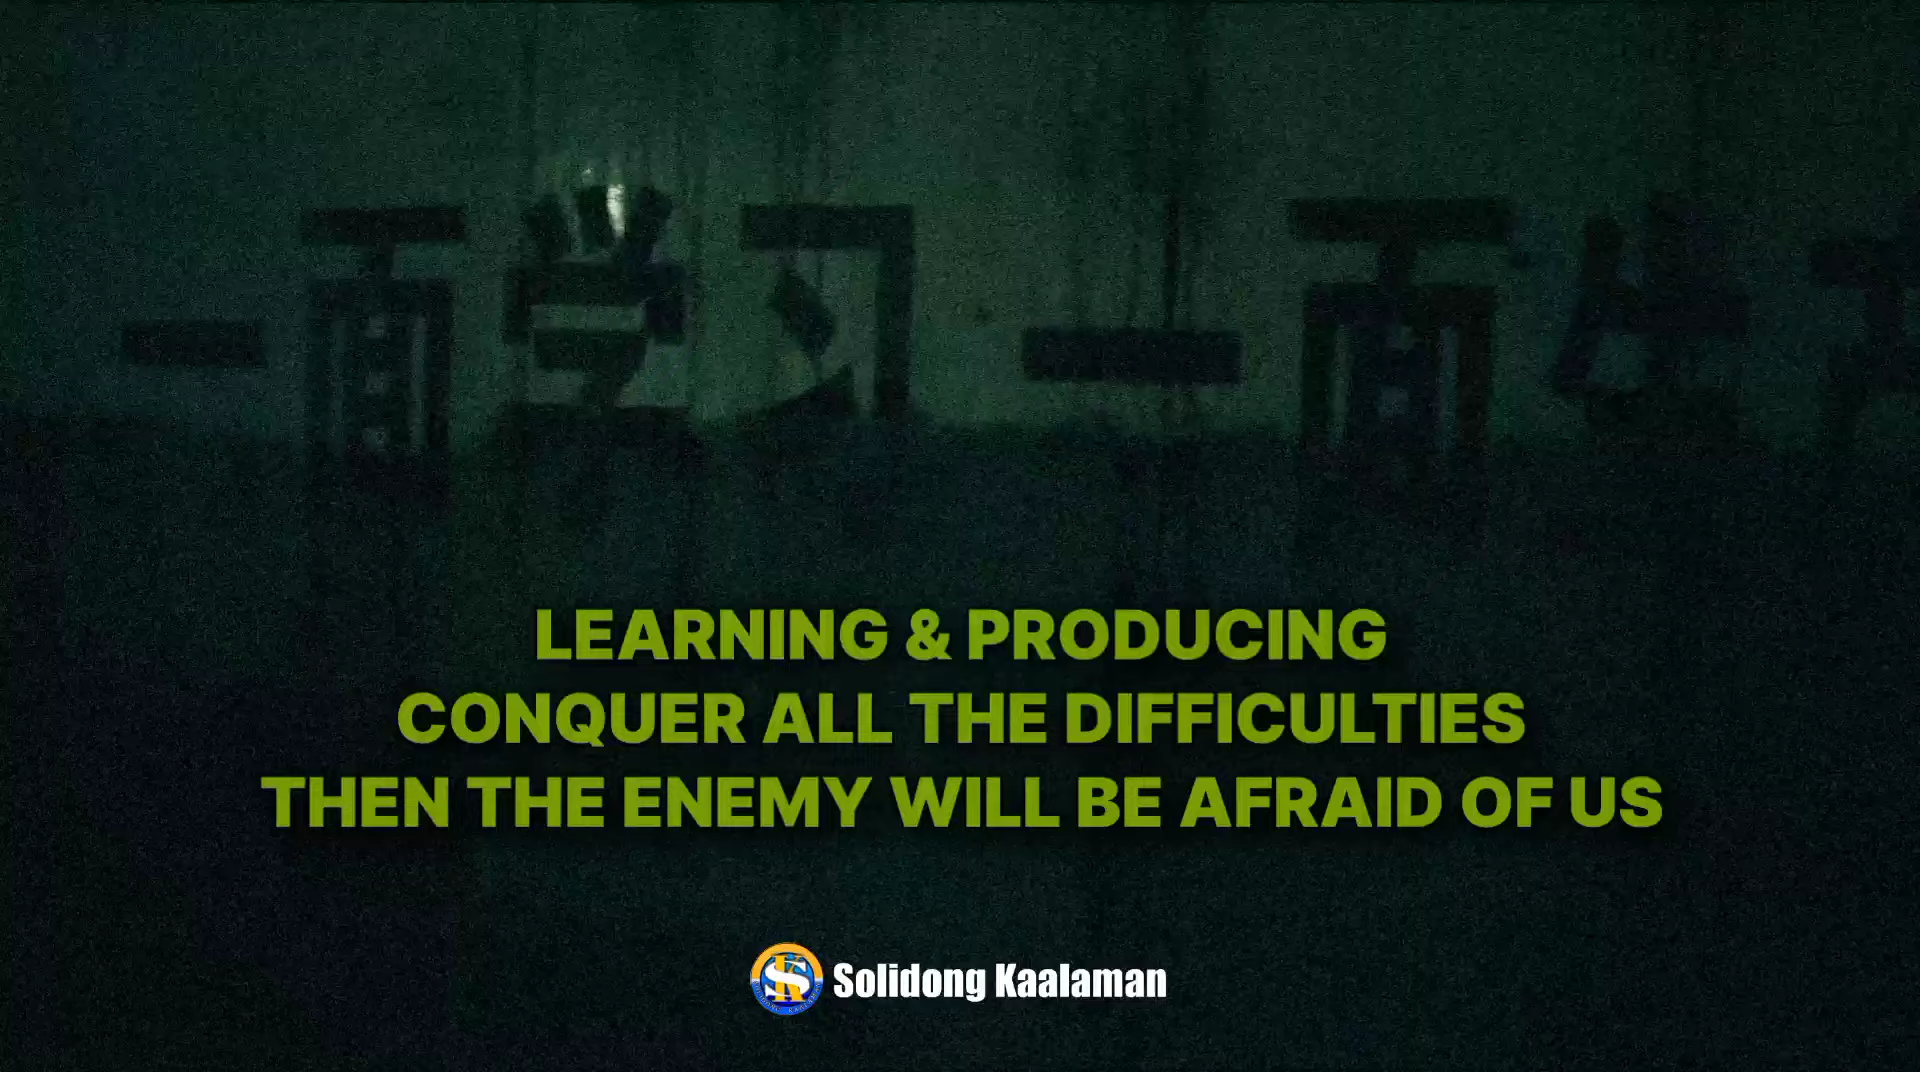 一面学习一面生
LEARNING & PRODUCING
CONQUER ALL THE DIFFICULTIES
THEN THE ENEMY WILL BE AFRAID OF US
Solidong Kaalaman